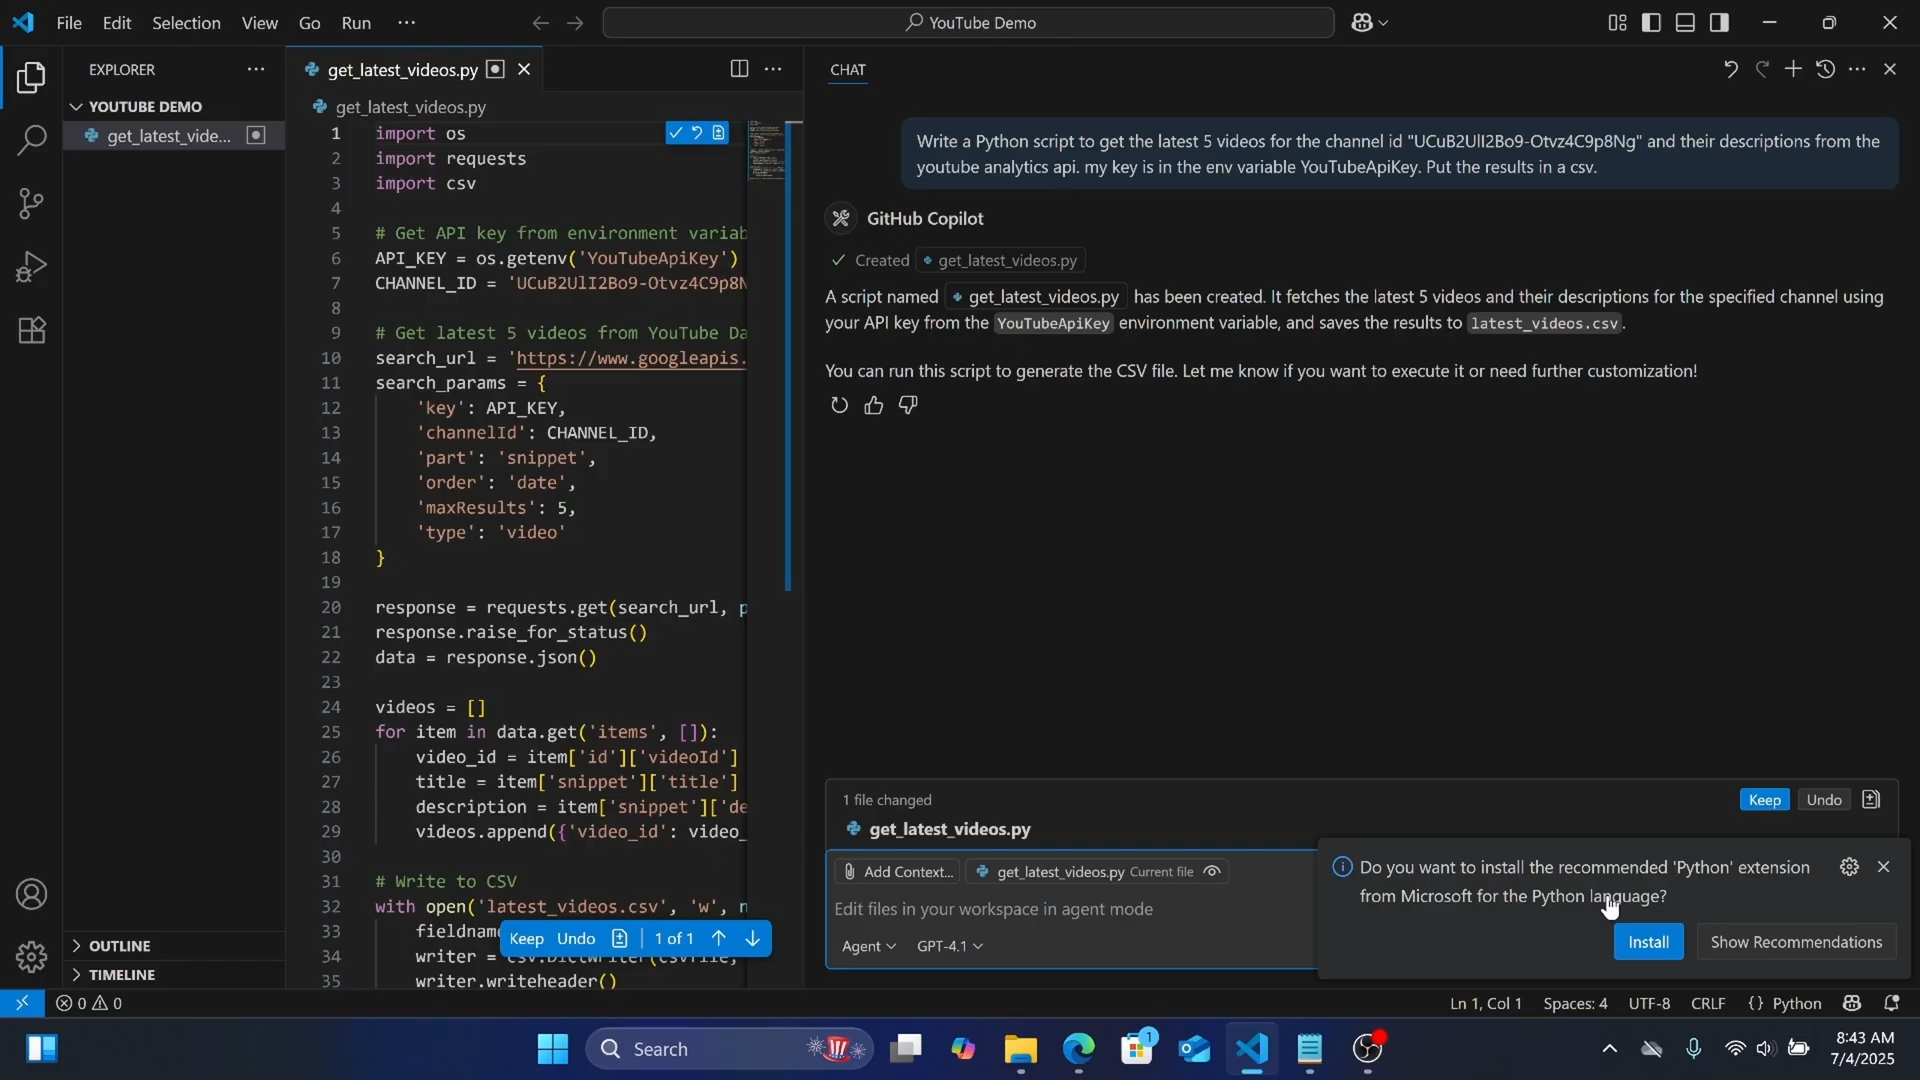 File Edit Selection View Go Run ···
YouTube Demo
EXPLORER
YOUTUBE DEMO
get_latest_vide...
OUTLINE
TIMELINE
get_latest_videos.py
get_latest_videos.py
1 import os
2 import requests
3 import csv
4
5 # Get API key from environment variab
6 API_KEY = os.getenv('YouTubeApiKey')
7 CHANNEL_ID = 'UCuB2UlI2Bo9-Otvz4C9p8N
8
9 # Get latest 5 videos from YouTube Da
10 search_url = 'https://www.googleapis.
11 search_params = {
12 'key': API_KEY,
13 'channelId': CHANNEL_ID,
14 'part': 'snippet',
15 'order': 'date',
16 'maxResults': 5,
17 'type': 'video'
18 }
19
20 response = requests.get(search_url, p
21 response.raise_for_status()
22 data = response.json()
23
24 videos = []
25 for item in data.get('items', []):
26 video_id = item['id']['videoId']
27 title = item['snippet']['title']
28 description = item['snippet']['de
29 videos.append({'video_id': video_
30
31 # Write to CSV
32 with open('latest_videos.csv', 'w', n
33 fieldnam
34 writer =
35 writer.writeheader()
Keep Undo 1 of 1
CHAT
Write a Python script to get the latest 5 videos for the channel id "UCuB2UlI2Bo9-Otvz4C9p8Ng" and their descriptions from the
youtube analytics api. my key is in the env variable YouTubeApiKey. Put the results in a csv.
GitHub Copilot
Created get_latest_videos.py
A script named get_latest_videos.py has been created. It fetches the latest 5 videos and their descriptions for the specified channel using
your API key from the YouTubeApiKey environment variable, and saves the results to latest_videos.csv.
You can run this script to generate the CSV file. Let me know if you want to execute it or need further customization!
1 file changed
Keep Undo
get_latest_videos.py
Add Context... get_latest_videos.py Current file
Edit files in your workspace in agent mode
Agent GPT-4.1
Do you want to install the recommended 'Python' extension
from Microsoft for the Python language?
Install Show Recommendations
0 0
Ln 1, Col 1 Spaces: 4 UTF-8 CRLF {} Python
Search
1
8:43 AM
7/4/2025